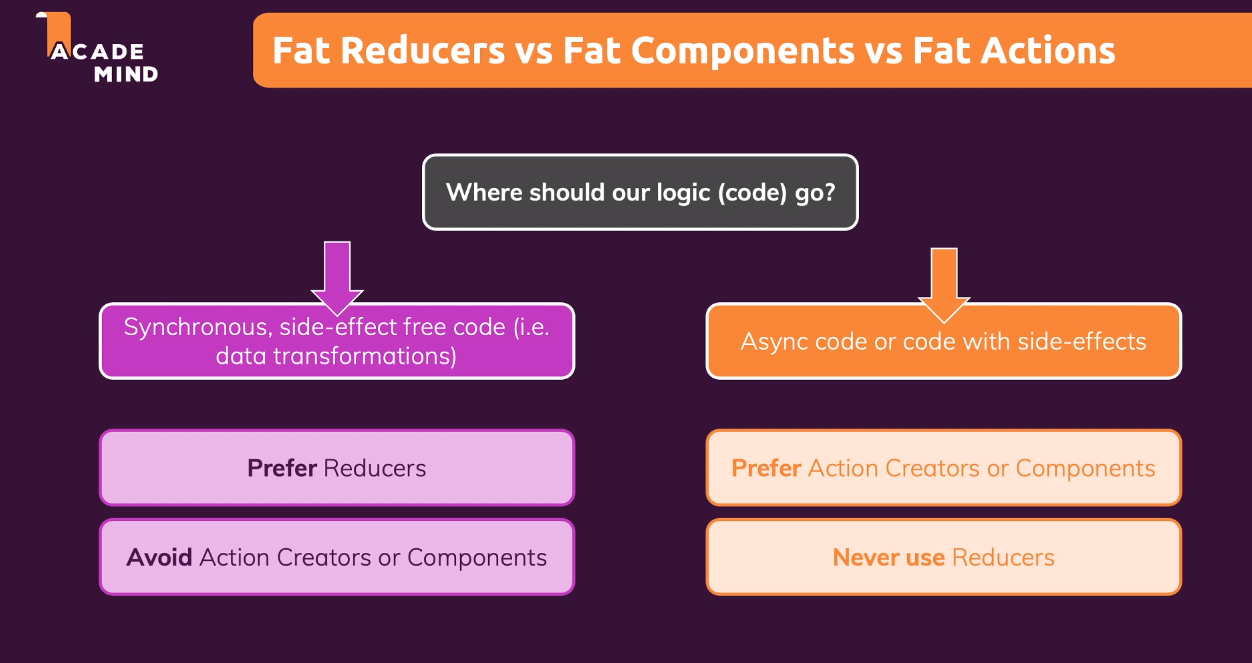 ACADE
MIND
Fat Reducers vs Fat Components vs Fat Actions
Where should our logic (code) go?
Synchronous, side-effect free code (i.e.
data transformations)
Async code or code with side-effects
Prefer Reducers
Prefer Action Creators or Components
Avoid Action Creators or Components
Never use Reducers